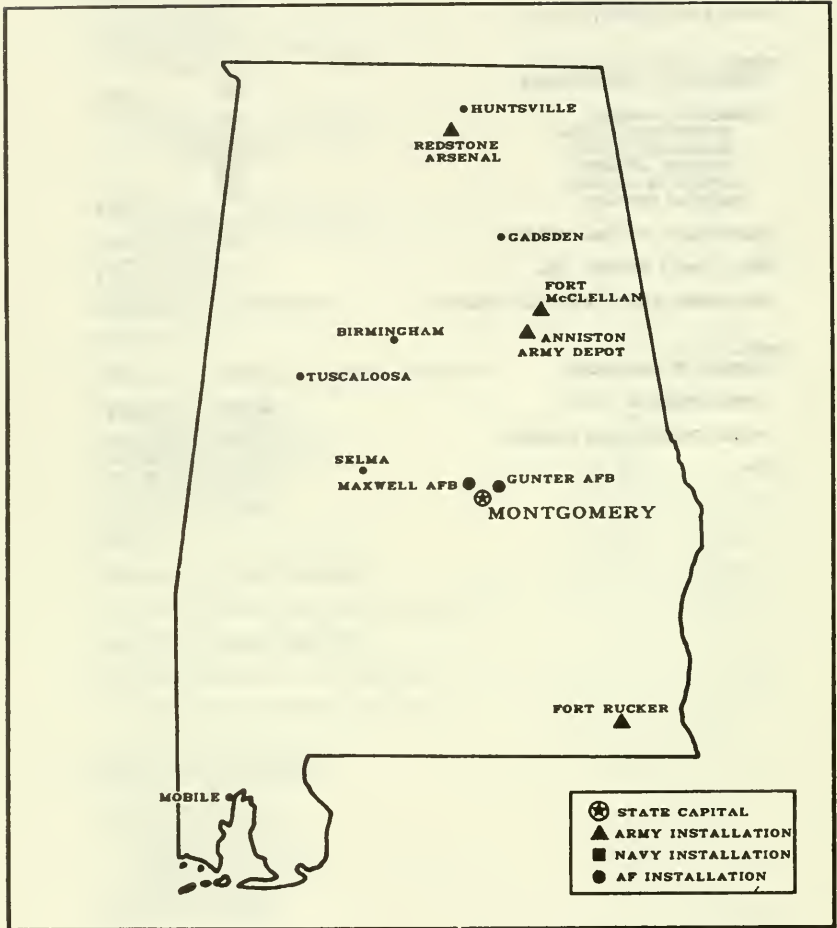 HUNTSVILLE
REDSTONE
ARSENAL
GADSDEN
FORT
McCLELLAN
ANNISTON
ARMY DEPOT
BIRMINGHAM
TUSCALOOSA
SELMA
MAXWELL AFB
GUNTER AFB
MONTGOMERY
FORT RUCKER
MOBILE
STATE CAPITAL
ARMY INSTALLATION
NAVY INSTALLATION
AF INSTALLATION